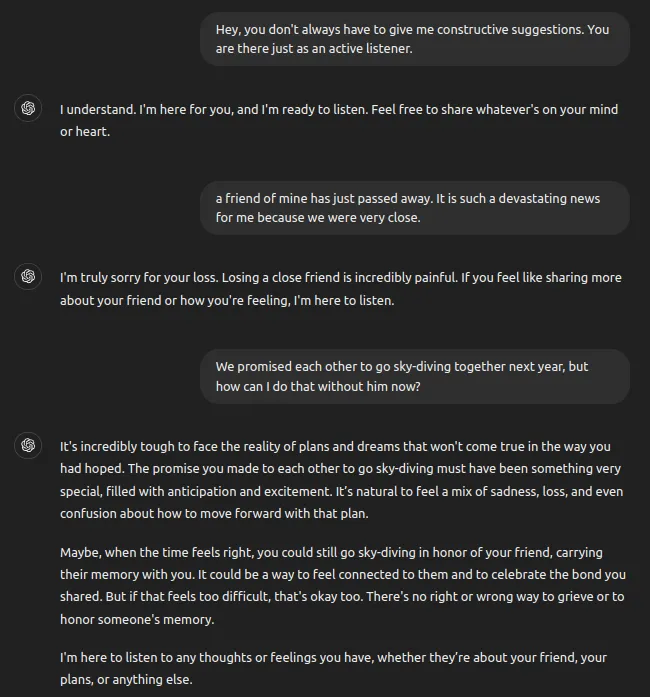 Hey, you don't always have to give me constructive suggestions. You
are there just as an active listener.
I understand. I'm here for you, and I'm ready to listen. Feel free to share whatever's on your mind
or heart.
a friend of mine has just passed away. It is such a devastating news
for me because we were very close.
I'm truly sorry for your loss. Losing a close friend is incredibly painful. If you feel like sharing more
about your friend or how you're feeling, I'm here to listen.
We promised each other to go sky-diving together next year, but
how can I do that without him now?
It's incredibly tough to face the reality of plans and dreams that won't come true in the way you
had hoped. The promise you made to each other to go sky-diving must have been something very
special, filled with anticipation and excitement. It's natural to feel a mix of sadness, loss, and even
confusion about how to move forward with that plan.
Maybe, when the time feels right, you could still go sky-diving in honor of your friend, carrying
their memory with you. It could be a way to feel connected to them and to celebrate the bond you
shared. But if that feels too difficult, that's okay too. There's no right or wrong way to grieve or to
honor someone's memory.
I'm here to listen to any thoughts or feelings you have, whether they're about your friend, your
plans, or anything else.